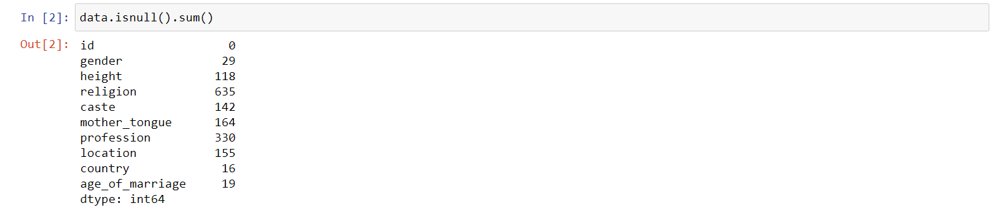 In [2]: data.isnull().sum()
Out[2]: id 0
gender 29
height 118
religion 635
caste 142
mother_tongue 164
profession 330
location 155
country 16
age_of_marriage 19
dtype: int64